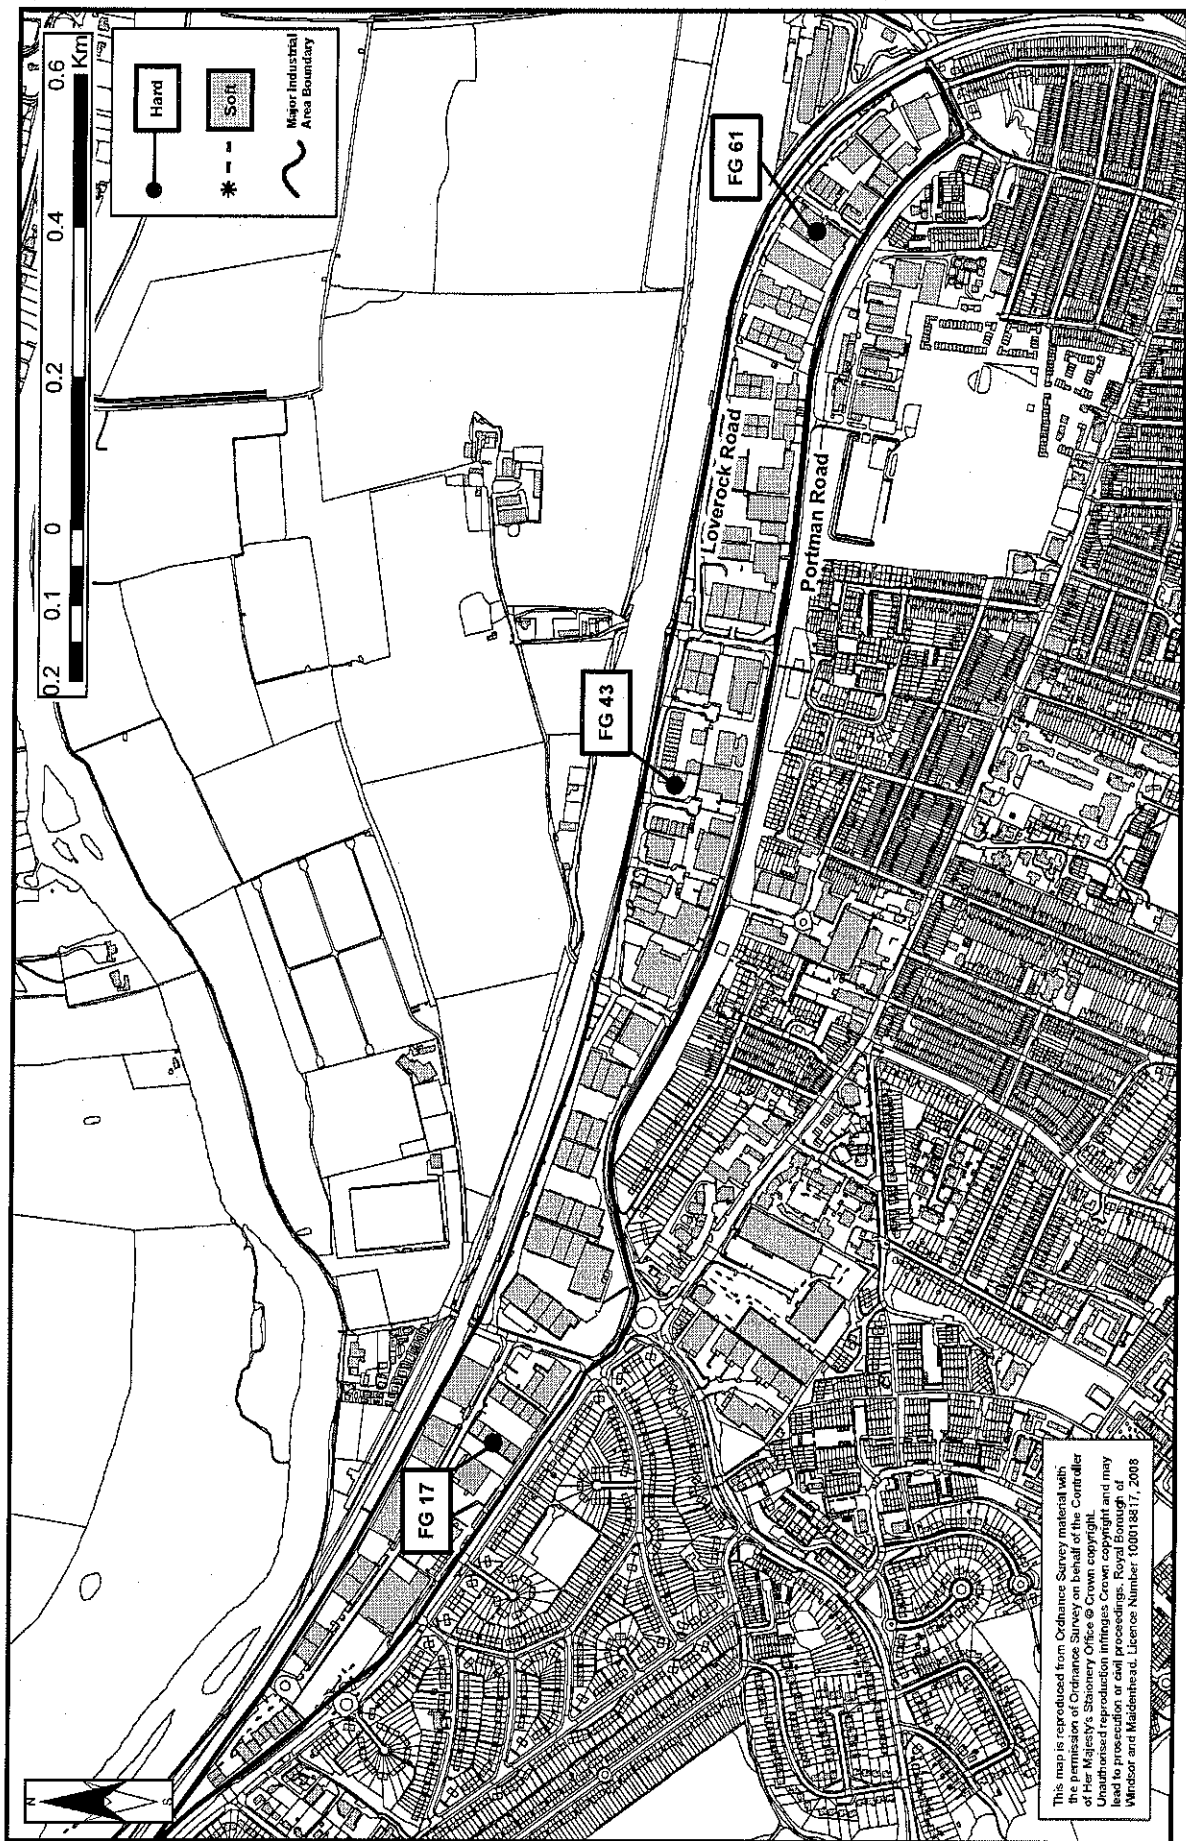 0.2
0.1
0
0.2
0.4
0.6
Km
Hard
Soft
Major Industrial
Area Boundary
FG 61
FG 43
FG 17
Loverock Road
Portman Road
N
S
This map is reproduced from Ordnance Survey material with
the permission of Ordnance Survey on behalf of the Controller
of Her Majesty's Stationery Office © Crown copyright.
Unauthorised reproduction infringes Crown copyright and may
lead to prosecution or civil proceedings. Royal Borough of
Windsor and Maidenhead. Licence Number 100018817, 2008